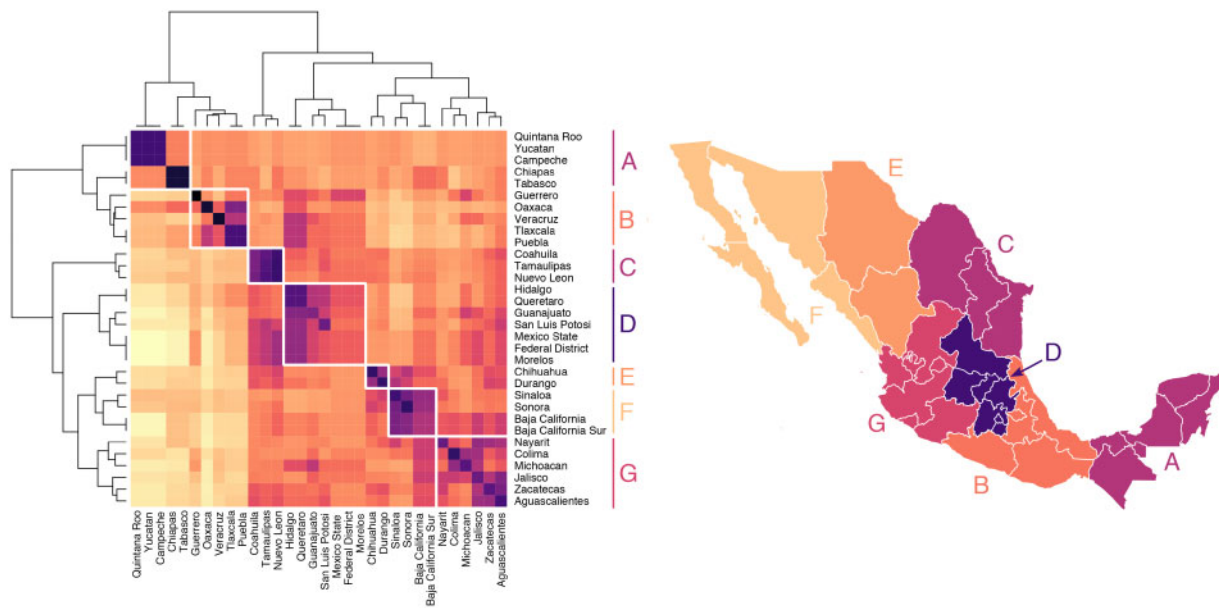 Quintana Roo
Yucatan
Campeche
Chiapas
Tabasco
Guerrero
Oaxaca
Veracruz
Tlaxcala
Puebla
Coahuila
Tamaulipas
Nuevo Leon
Hidalgo
Queretaro
Guanajuato
San Luis Potosi
Mexico State
Federal District
Morelos
Chihuahua
Durango
Sinaloa
Sonora
Baja California
Baja California Sur
Nayarit
Colima
Michoacan
Jalisco
Zacatecas
Aguascalientes
A
B
C
D
E
F
G
Quintana Roo
Yucatan
Campeche
Chiapas
Tabasco
Guerrero
Oaxaca
Veracruz
Tlaxcala
Puebla
Coahuila
Tamaulipas
Nuevo Leon
Hidalgo
Queretaro
Guanajuato
San Luis Potosi
Mexico State
Federal District
Morelos
Chihuahua
Durango
Sinaloa
Sonora
Baja California
Baja California Sur
Nayarit
Colima
Michoacan
Jalisco
Zacatecas
Aguascalientes
E
C
F
D
G
A
B